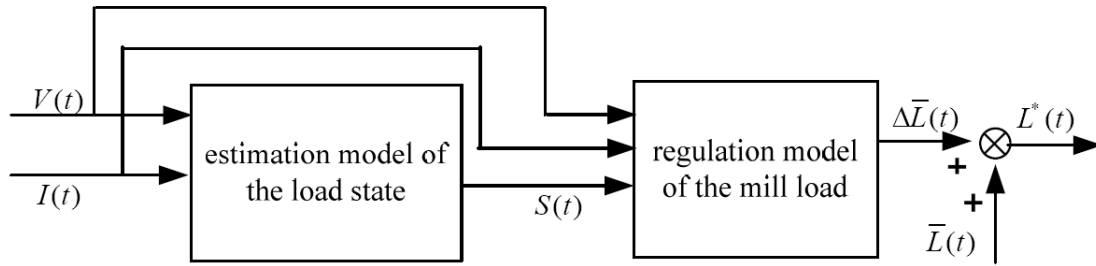 V(t)
I(t)
estimation model of
the load state
S(t)
regulation model
of the mill load
ΔL̅(t)
L*(t)
+
+
L̅(t)